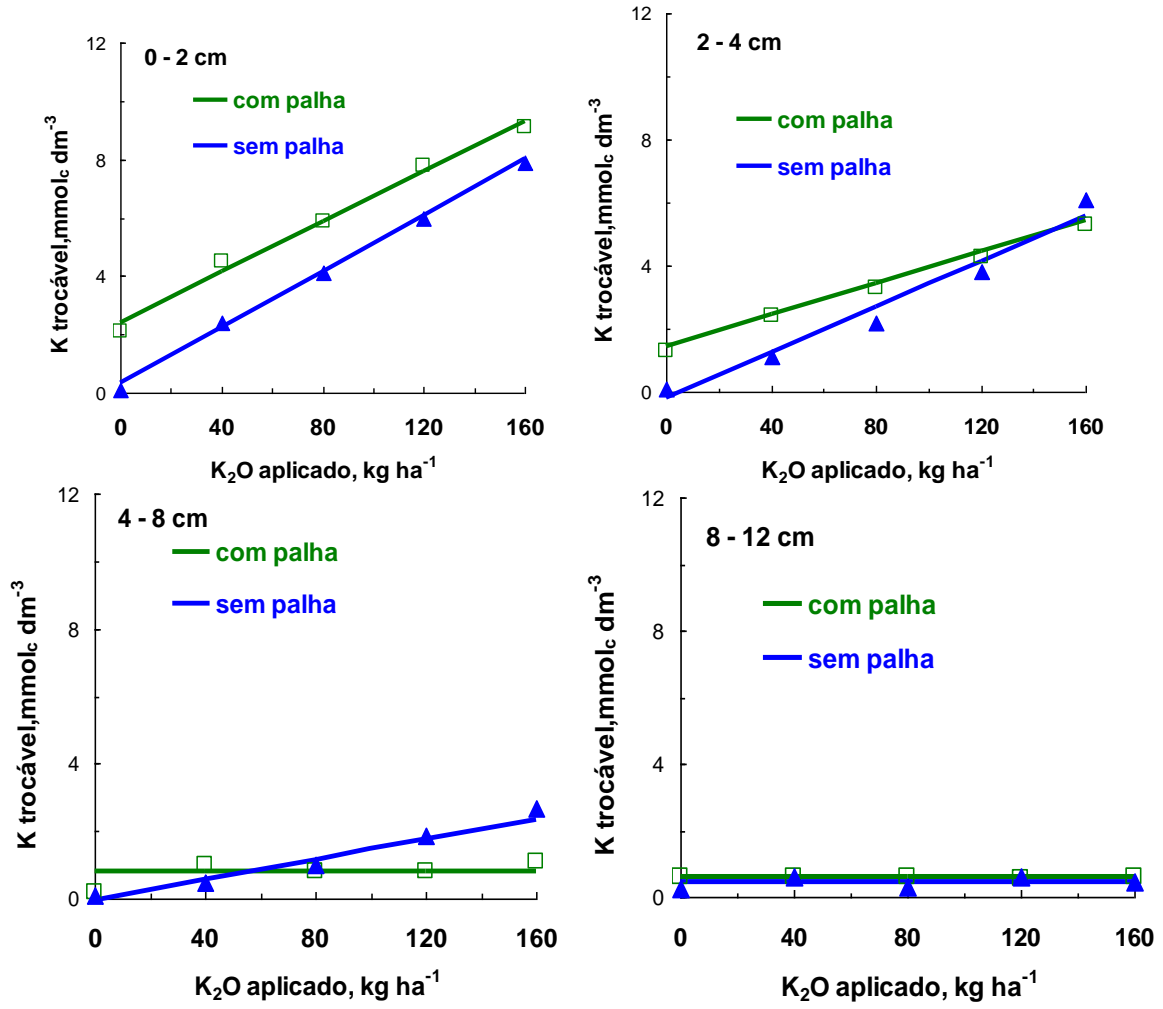 12
0 - 2 cm
com palha
sem palha
8
4
0
K trocável,mmolc dm-3
0 40 80 120 160
K2O aplicado, kg ha-1
12
2 - 4 cm
com palha
sem palha
8
4
0
K trocável,mmolc dm-3
0 40 80 120 160
K2O aplicado, kg ha-1
12
4 - 8 cm
com palha
sem palha
8
4
0
K trocável,mmolc dm-3
0 40 80 120 160
K2O aplicado, kg ha-1
12
8 - 12 cm
com palha
sem palha
8
4
0
K trocável,mmolc dm-3
0 40 80 120 160
K2O aplicado, kg ha-1